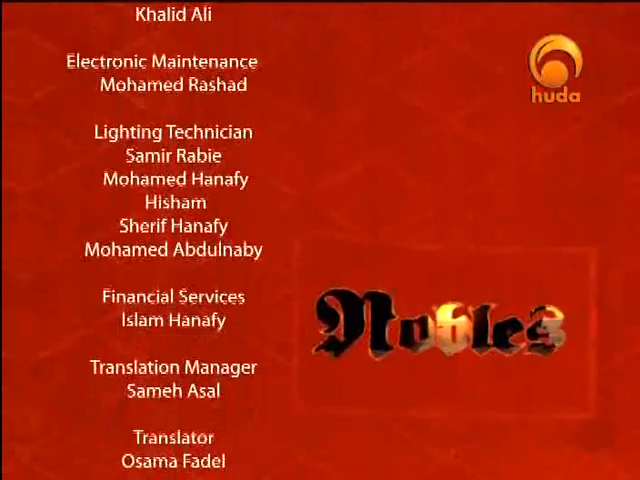 Khalid Ali
Electronic Maintenance
Mohamed Rashad
Lighting Technician
Samir Rabie
Mohamed Hanafy
Hisham
Sherif Hanafy
Mohamed Abdulnaby
Financial Services
Islam Hanafy
Translation Manager
Sameh Asal
Translator
Osama Fadel
huda
Nobles